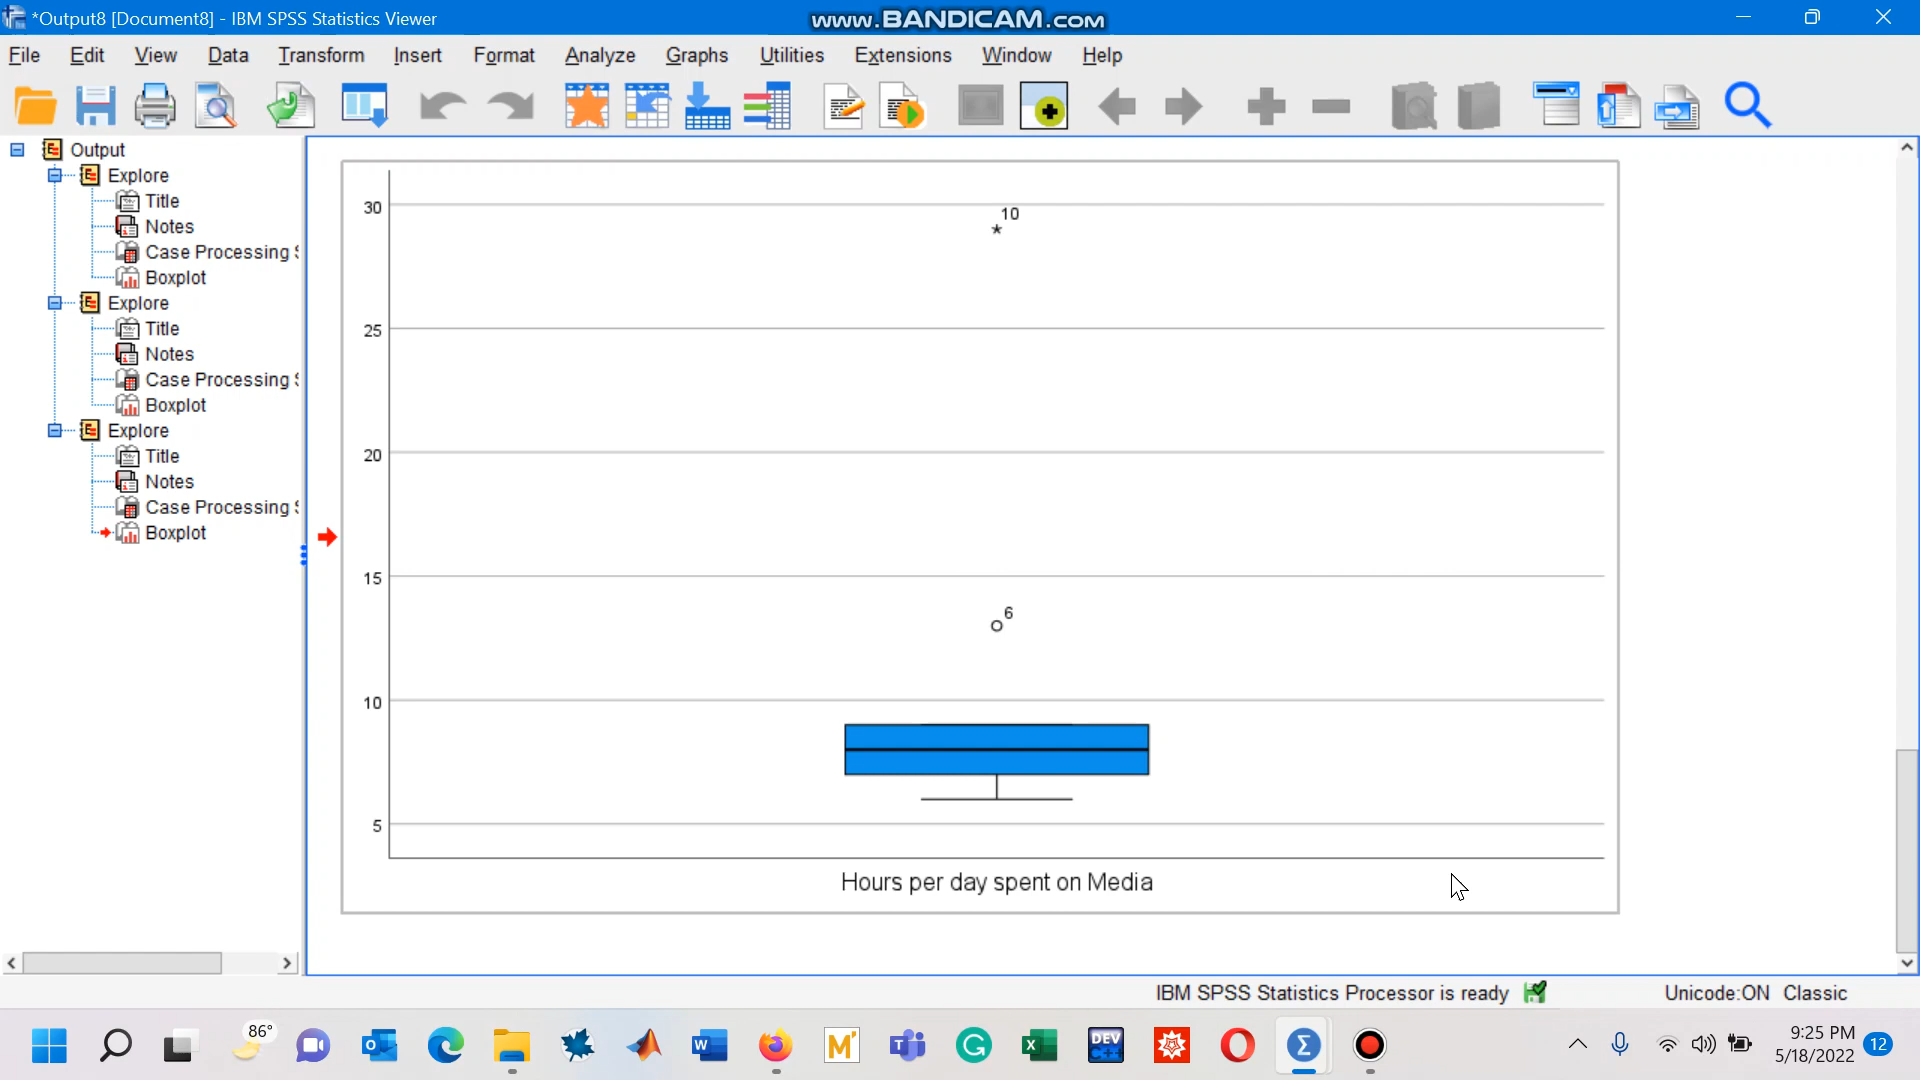 *Output8 [Document8] - IBM SPSS Statistics Viewer
www.BANDICAM.com
File Edit View Data Transform Insert Format Analyze Graphs Utilities Extensions Window Help
Output
Explore
Title
Notes
Case Processing S
Boxplot
Explore
Title
Notes
Case Processing S
Boxplot
Explore
Title
Notes
Case Processing S
Boxplot
30
25
20
15
10
5
*10
6
Hours per day spent on Media
IBM SPSS Statistics Processor is ready
Unicode:ON Classic
86°
DEV
C++
9:25 PM
5/18/2022
12